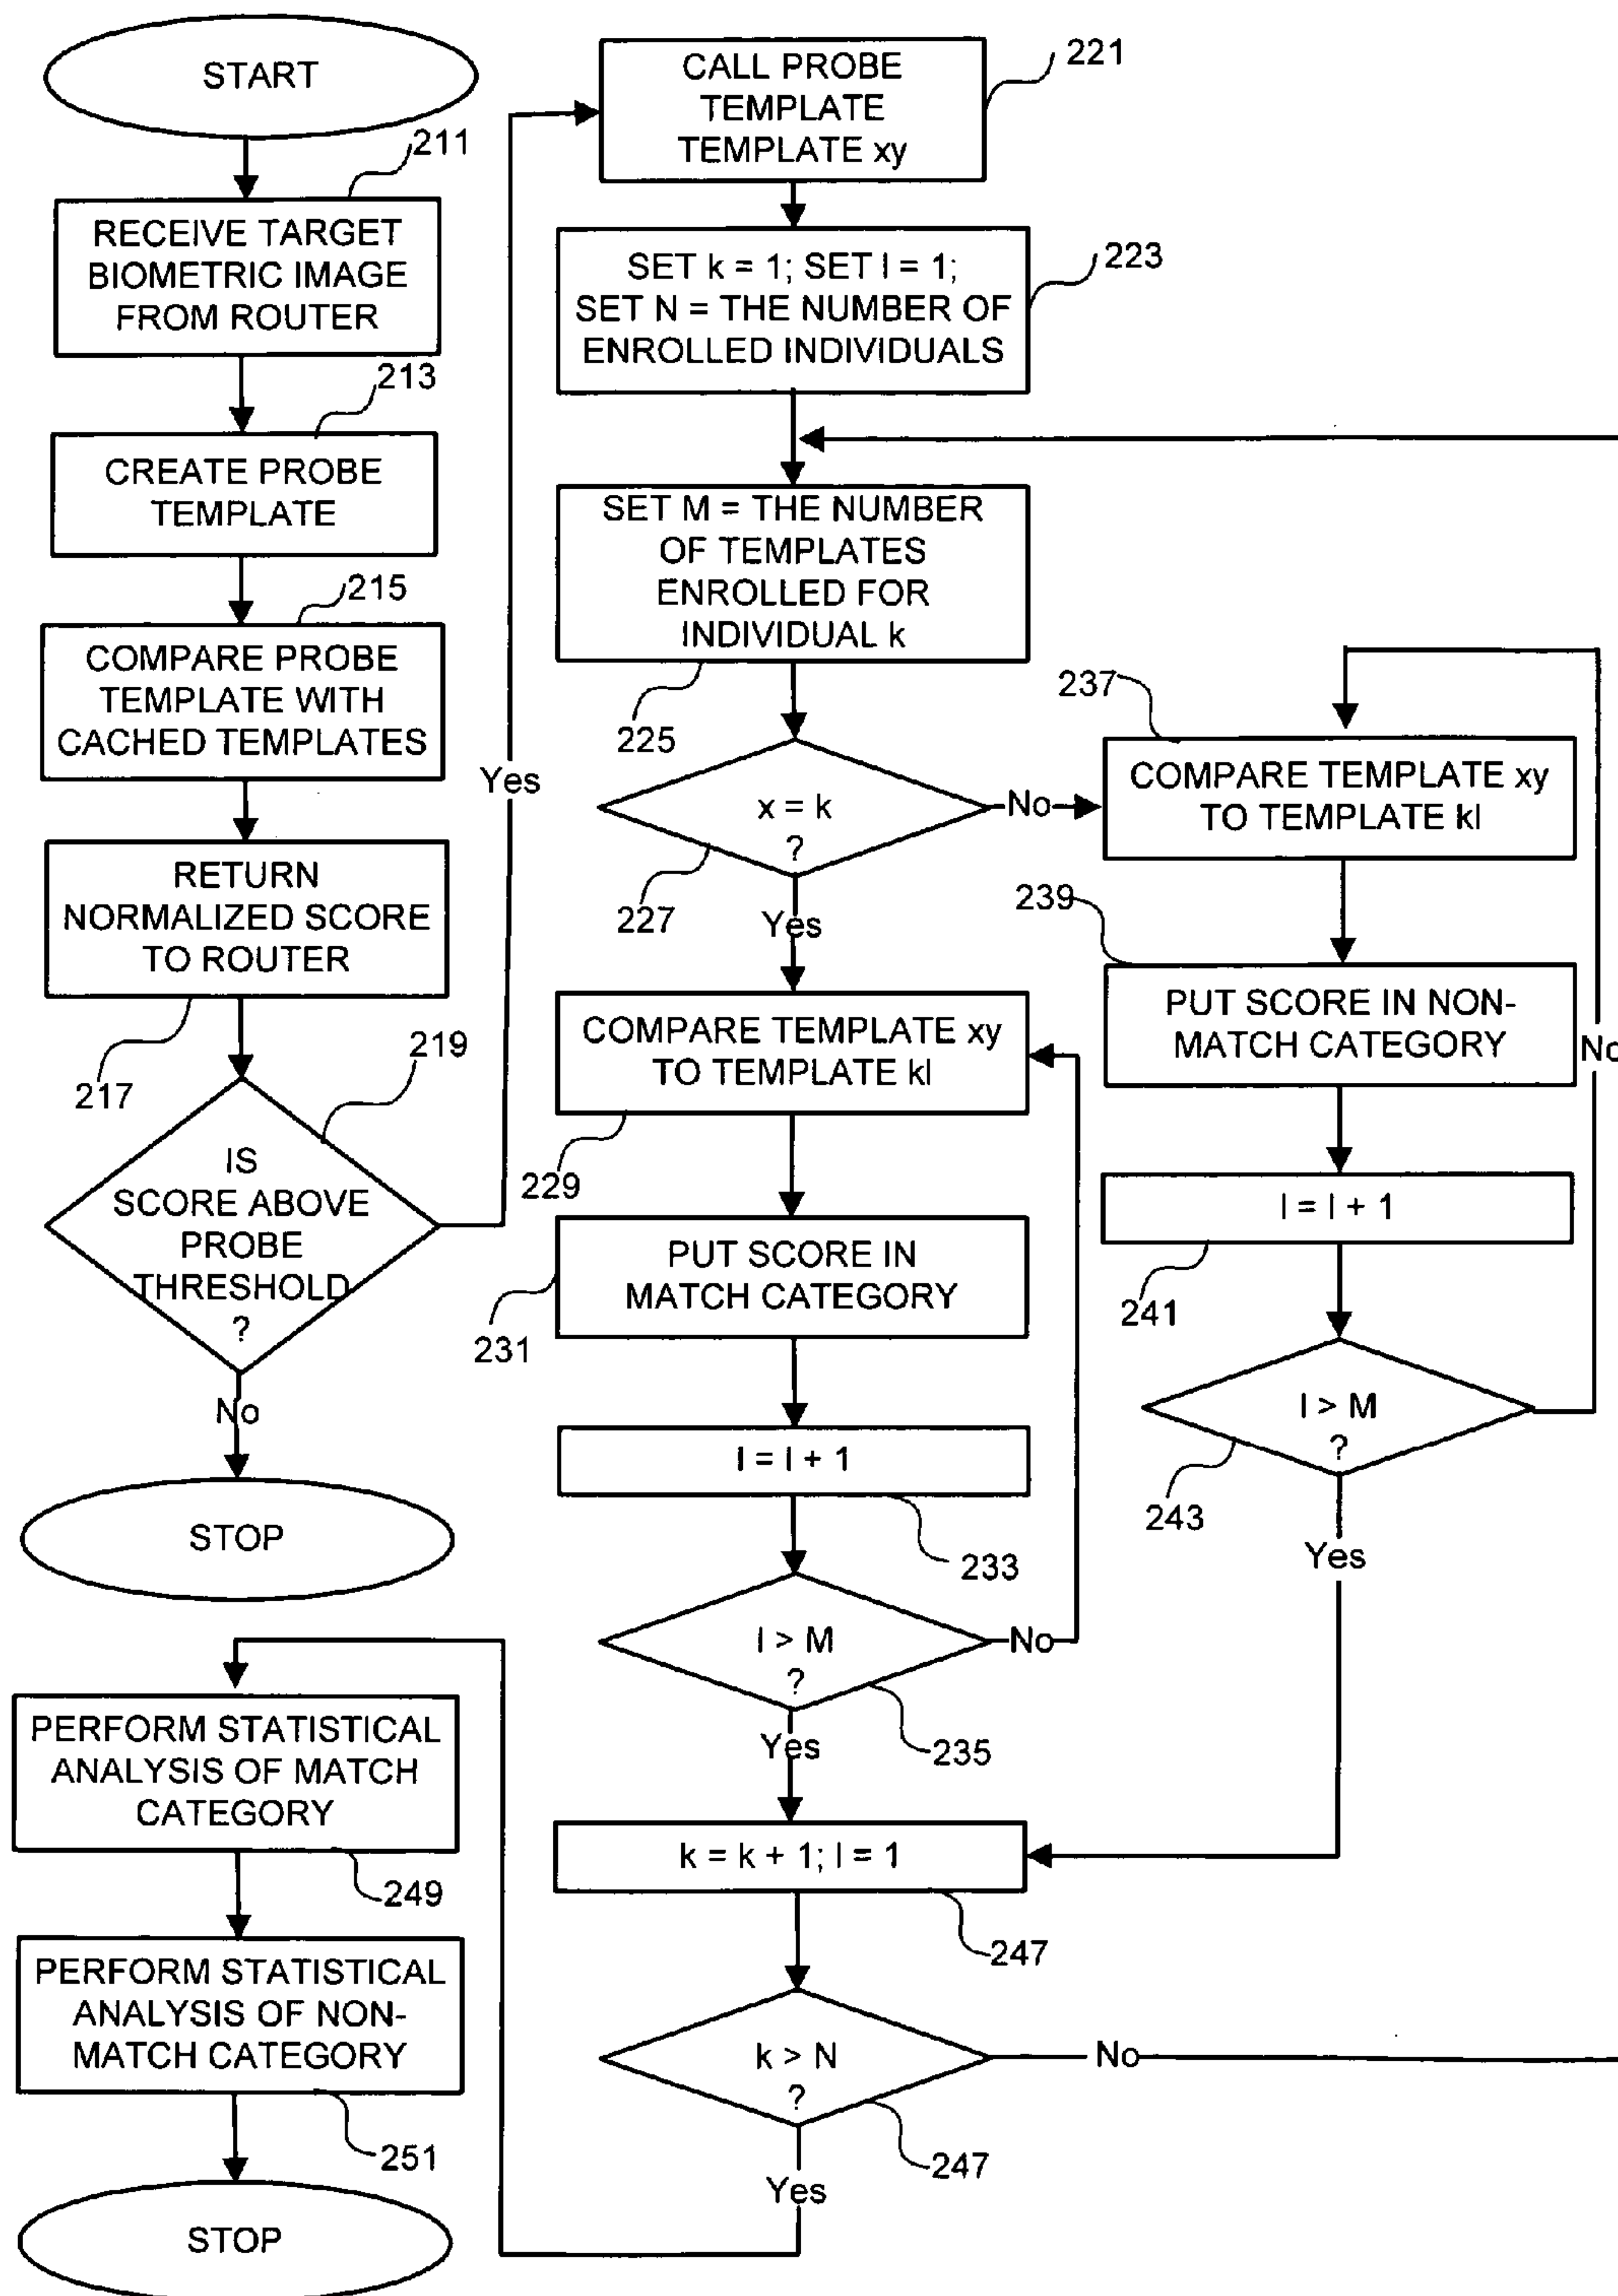 START
211
RECEIVE TARGET
BIOMETRIC IMAGE
FROM ROUTER
213
CREATE PROBE
TEMPLATE
215
COMPARE PROBE
TEMPLATE WITH
CACHED TEMPLATES
RETURN
NORMALIZED SCORE
TO ROUTER
217
219
IS
SCORE ABOVE
PROBE
THRESHOLD
?
Yes
No
STOP
221
CALL PROBE
TEMPLATE
TEMPLATE xy
223
SET k = 1; SET l = 1;
SET N = THE NUMBER OF
ENROLLED INDIVIDUALS
SET M = THE NUMBER
OF TEMPLATES
ENROLLED FOR
INDIVIDUAL k
225
x = k
?
227
No
Yes
COMPARE TEMPLATE xy
TO TEMPLATE kl
229
PUT SCORE IN
MATCH CATEGORY
231
l = l + 1
233
l > M
?
No
235
Yes
237
COMPARE TEMPLATE xy
TO TEMPLATE kl
239
PUT SCORE IN NON-
MATCH CATEGORY
No
l = l + 1
241
l > M
?
243
Yes
k = k + 1; l = 1
247
k > N
?
No
247
Yes
PERFORM STATISTICAL
ANALYSIS OF MATCH
CATEGORY
249
PERFORM STATISTICAL
ANALYSIS OF NON-
MATCH CATEGORY
251
STOP